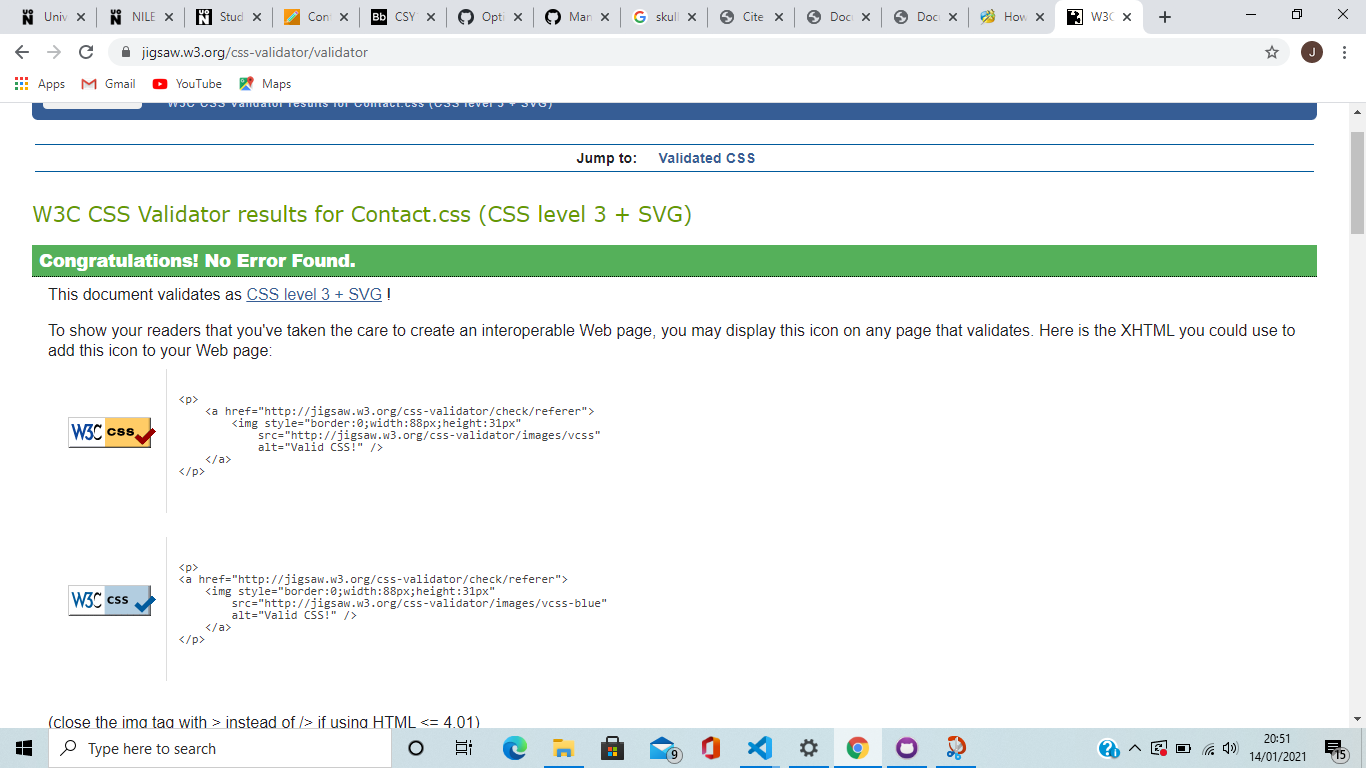 Univ
NILE
Stud
Cont
Bb CSY
Opti
Man
skull
Cite
Docu
Docu
How
W3C
jigsaw.w3.org/css-validator/validator
J
Apps Gmail YouTube Maps
W3C CSS Validator results for Contact.css (CSS level 3 + SVG)
Jump to: Validated CSS
W3C CSS Validator results for Contact.css (CSS level 3 + SVG)
Congratulations! No Error Found.
This document validates as CSS level 3 + SVG !
To show your readers that you've taken the care to create an interoperable Web page, you may display this icon on any page that validates. Here is the XHTML you could use to
add this icon to your Web page:
W3C css
<p>
<a href="http://jigsaw.w3.org/css-validator/check/referer">
<img style="border:0;width:88px;height:31px"
src="http://jigsaw.w3.org/css-validator/images/vcss"
alt="Valid CSS!" />
</a>
</p>
W3C css
<p>
<a href="http://jigsaw.w3.org/css-validator/check/referer">
<img style="border:0;width:88px;height:31px"
src="http://jigsaw.w3.org/css-validator/images/vcss-blue"
alt="Valid CSS!" />
</a>
</p>
(close the img tag with > instead of /> if using HTML <= 4.01)
Type here to search
9
20:51
14/01/2021
15